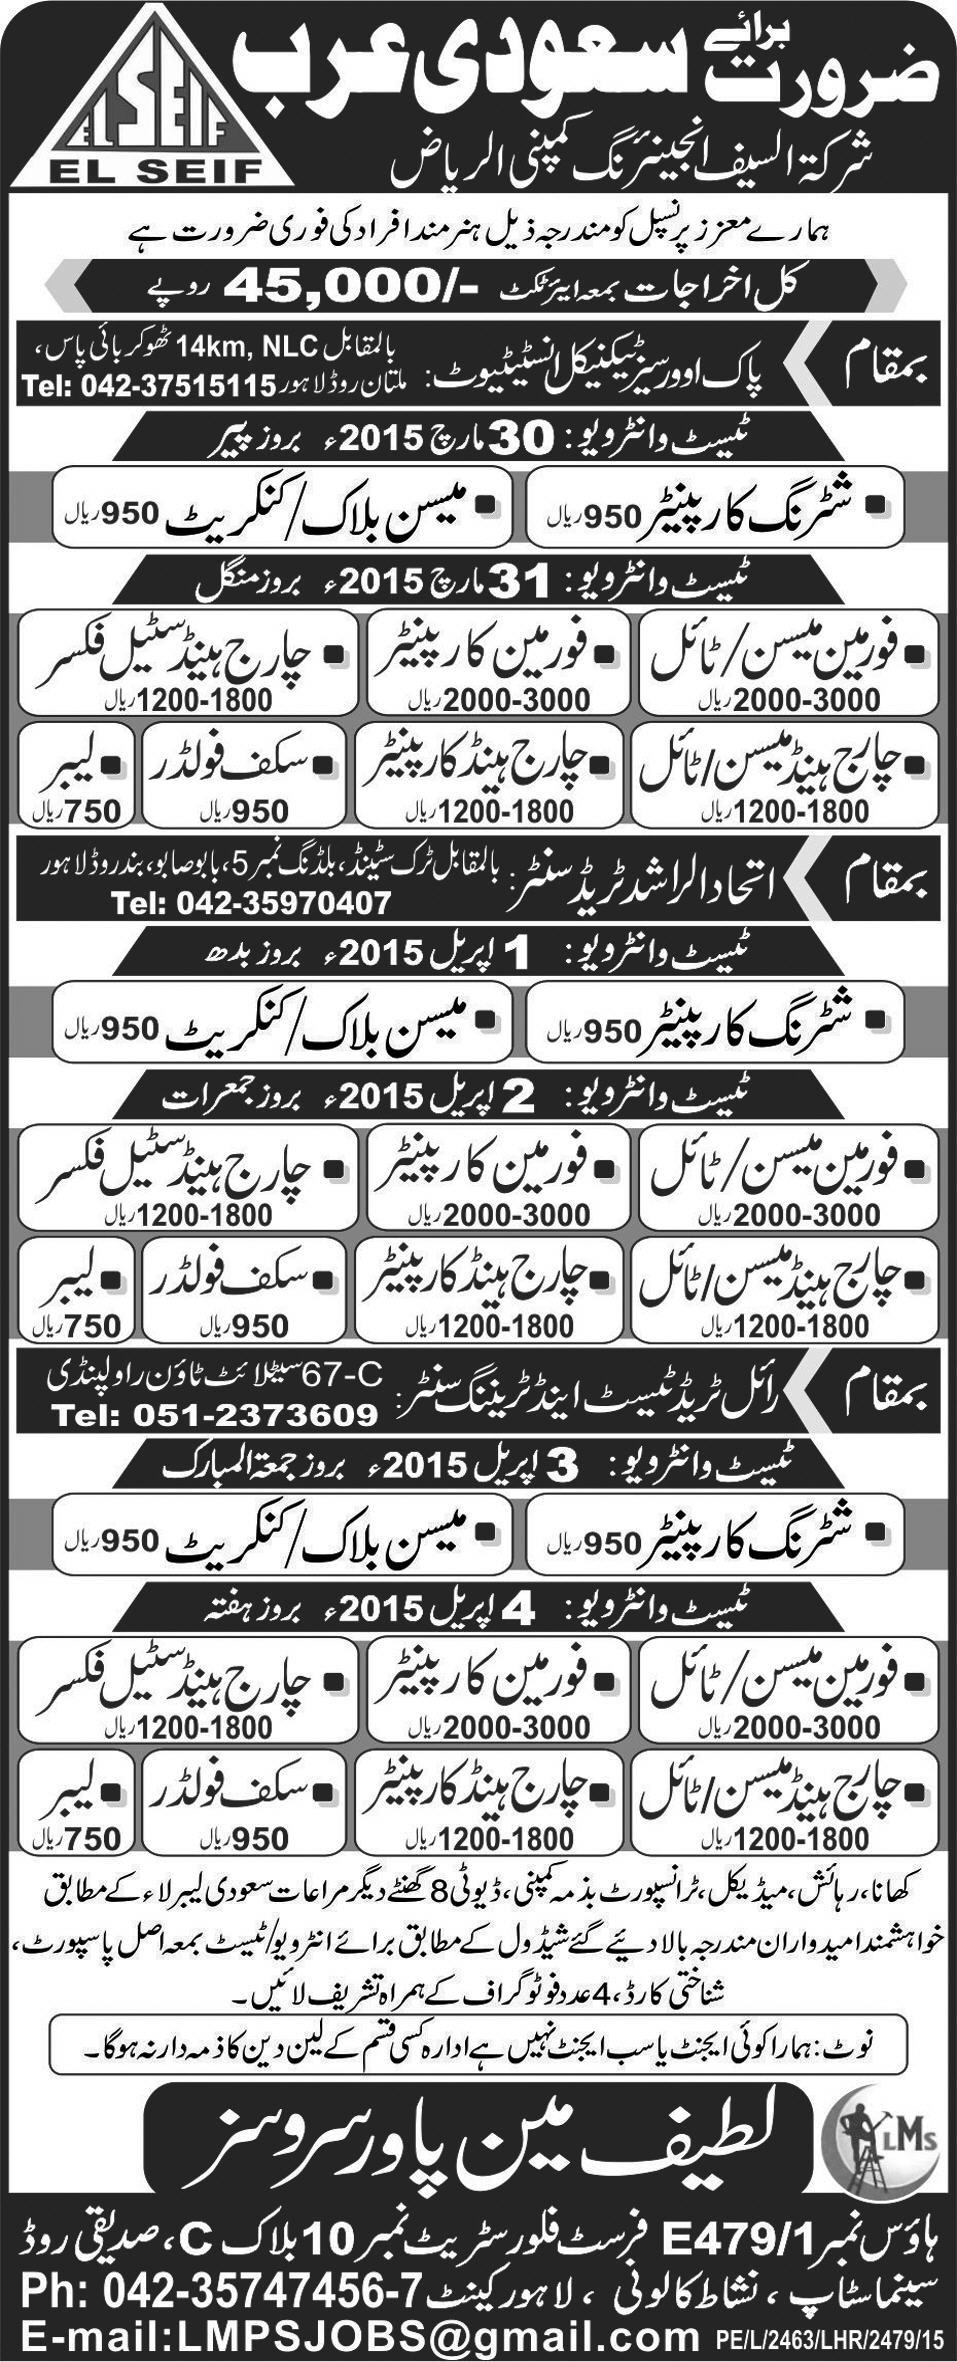 ضرورت برائے سعودی عرب
EL SEIF
شرکۃ السیف انجینئرنگ کمپنی الریاض
ہمارے معزز پرنسپل کو مندرجہ ذیل ہنر مند افراد کی فوری ضرورت ہے
کل اخراجات بمعہ ایئر ٹکٹ 45,000/- روپے
بمقام
پاک اوورسیز ٹیکنیکل انسٹیٹیوٹ: بالمقابل 14km, NLC ٹھوکر بائی پاس،
ملتان روڈ لاہور Tel: 042-37515115
ٹیسٹ وانٹرویو: 30 مارچ 2015ء بروز پیر
شٹرنگ کارپینٹر 950 ریال
میسن بلاک/کنکریٹ 950 ریال
ٹیسٹ وانٹرویو: 31 مارچ 2015ء بروز منگل
فورمین میسن/ٹائل
2000-3000 ریال
فورمین کارپینٹر
2000-3000 ریال
چارج ہینڈ سٹیل فکسر
1200-1800 ریال
چارج ہینڈ میسن/ٹائل
1200-1800 ریال
چارج ہینڈ کارپینٹر
1200-1800 ریال
سکف فولڈر
950 ریال
لیبر
750 ریال
بمقام
اتحاد الراشد ٹریڈ سنٹر: بالمقابل ٹرک سٹینڈ، بلڈنگ نمبر 5، بابو صابو، بند روڈ لاہور
Tel: 042-35970407
ٹیسٹ وانٹرویو: 1 اپریل 2015ء بروز بدھ
شٹرنگ کارپینٹر 950 ریال
میسن بلاک/کنکریٹ 950 ریال
ٹیسٹ وانٹرویو: 2 اپریل 2015ء بروز جمعرات
فورمین میسن/ٹائل
2000-3000 ریال
فورمین کارپینٹر
2000-3000 ریال
چارج ہینڈ سٹیل فکسر
1200-1800 ریال
چارج ہینڈ میسن/ٹائل
1200-1800 ریال
چارج ہینڈ کارپینٹر
1200-1800 ریال
سکف فولڈر
950 ریال
لیبر
750 ریال
بمقام
رائل ٹریڈ ٹیسٹ اینڈ ٹریننگ سنٹر: 67-C سیٹلائٹ ٹاؤن راولپنڈی
Tel: 051-2373609
ٹیسٹ وانٹرویو: 3 اپریل 2015ء بروز جمعۃ المبارک
شٹرنگ کارپینٹر 950 ریال
میسن بلاک/کنکریٹ 950 ریال
ٹیسٹ وانٹرویو: 4 اپریل 2015ء بروز ہفتہ
فورمین میسن/ٹائل
2000-3000 ریال
فورمین کارپینٹر
2000-3000 ریال
چارج ہینڈ سٹیل فکسر
1200-1800 ریال
چارج ہینڈ میسن/ٹائل
1200-1800 ریال
چارج ہینڈ کارپینٹر
1200-1800 ریال
سکف فولڈر
950 ریال
لیبر
750 ریال
کھانا، رہائش، میڈیکل، ٹرانسپورٹ بذمہ کمپنی، ڈیوٹی 8 گھنٹے دیگر مراعات سعودی لیبر لاء کے مطابق
خواہشمند امیدواران مندرجہ بالا دیئے گئے شیڈول کے مطابق برائے انٹرویو/ٹیسٹ بمعہ اصل پاسپورٹ،
شناختی کارڈ، 4 عدد فوٹوگراف کے ہمراہ تشریف لائیں۔
نوٹ: ہمارا کوئی ایجنٹ یا سب ایجنٹ نہیں ہے ادارہ کسی قسم کے لین دین کا ذمہ دار نہ ہوگا۔
لطیف مین پاور سروسز
LMS
ہاؤس نمبر E479/1 فرسٹ فلور سٹریٹ نمبر 10 بلاک C، صدیقی روڈ
سینما سٹاپ، نشاط کالونی، لاہور کینٹ Ph: 042-35747456-7
E-mail:LMPSJOBS@gmail.com PE/L/2463/LHR/2479/15